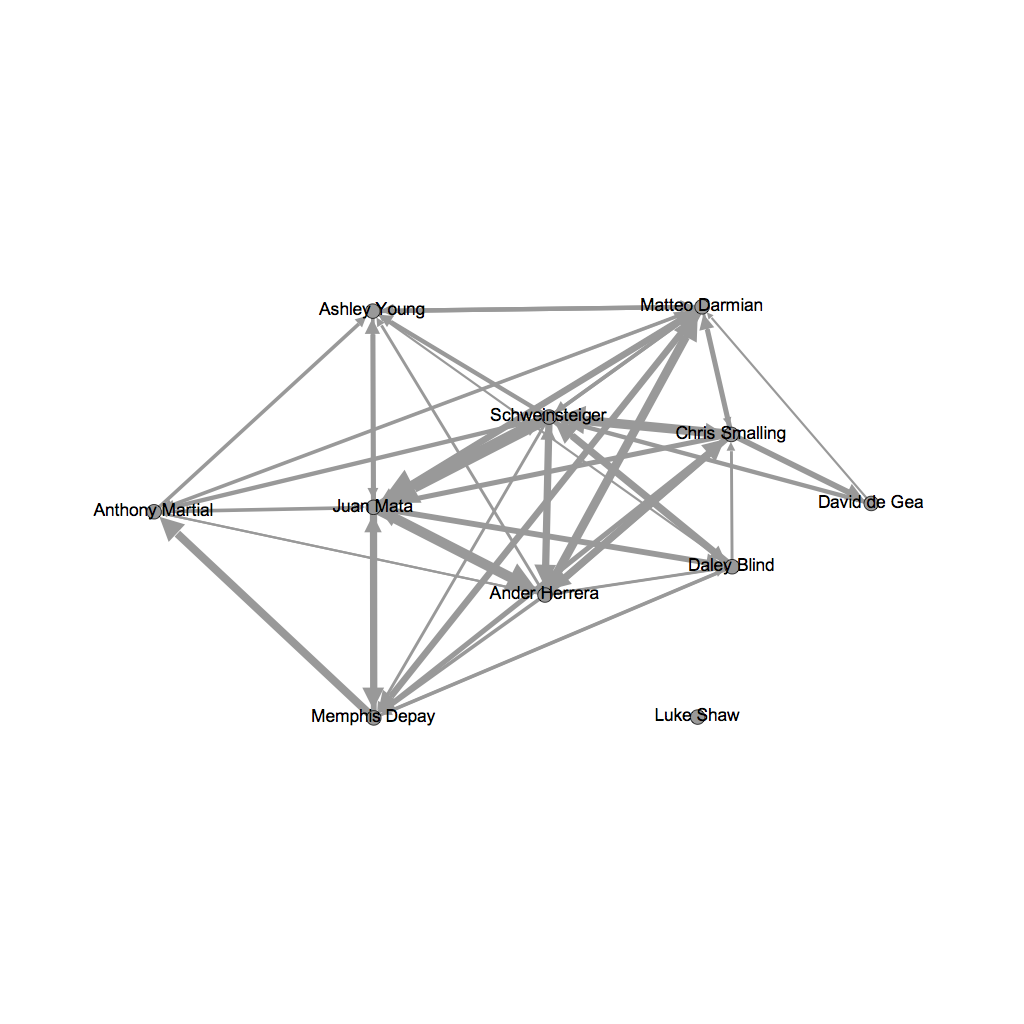 Ashley Young
Matteo Darmian
Schweinsteiger
Chris Smalling
Anthony Martial
Juan Mata
David de Gea
Daley Blind
Ander Herrera
Memphis Depay
Luke Shaw